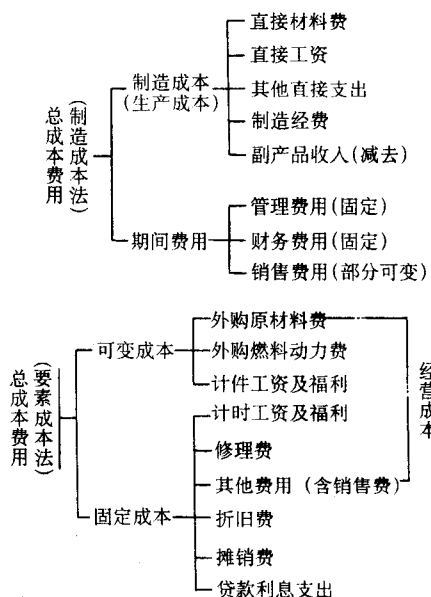 总成本费用
(制造成本法)
制造成本
(生产成本)
直接材料费
直接工资
其他直接支出
制造经费
副产品收入(减去)
期间费用
管理费用(固定)
财务费用(固定)
销售费用(部分可变)
总成本费用
(要素成本法)
可变成本
外购原材料费
外购燃料动力费
计件工资及福利
固定成本
计时工资及福利
修理费
其他费用（含销售费)
折旧费
摊销费
贷款利息支出
经营成本